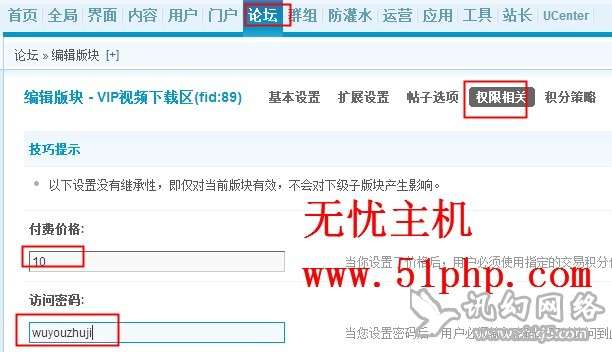 首页 全局 界面 内容 用户 门户 论坛 群组 防灌水 运营 应用 工具 站长 UCenter
论坛 » 编辑版块 [+]
编辑版块 - VIP视频下载区(fid:89) 基本设置 扩展设置 帖子选项 权限相关 积分策略
技巧提示
以下设置没有继承性，即仅对当前版块有效，不会对下级子版块产生影响。
无忧主机
付费价格:
10 当你设置了价格后，用户必须使用指定的交易积分
www.51php.com
讯幻网络
访问密码:
wuyouzhuji 当您设置密码后，用户必须